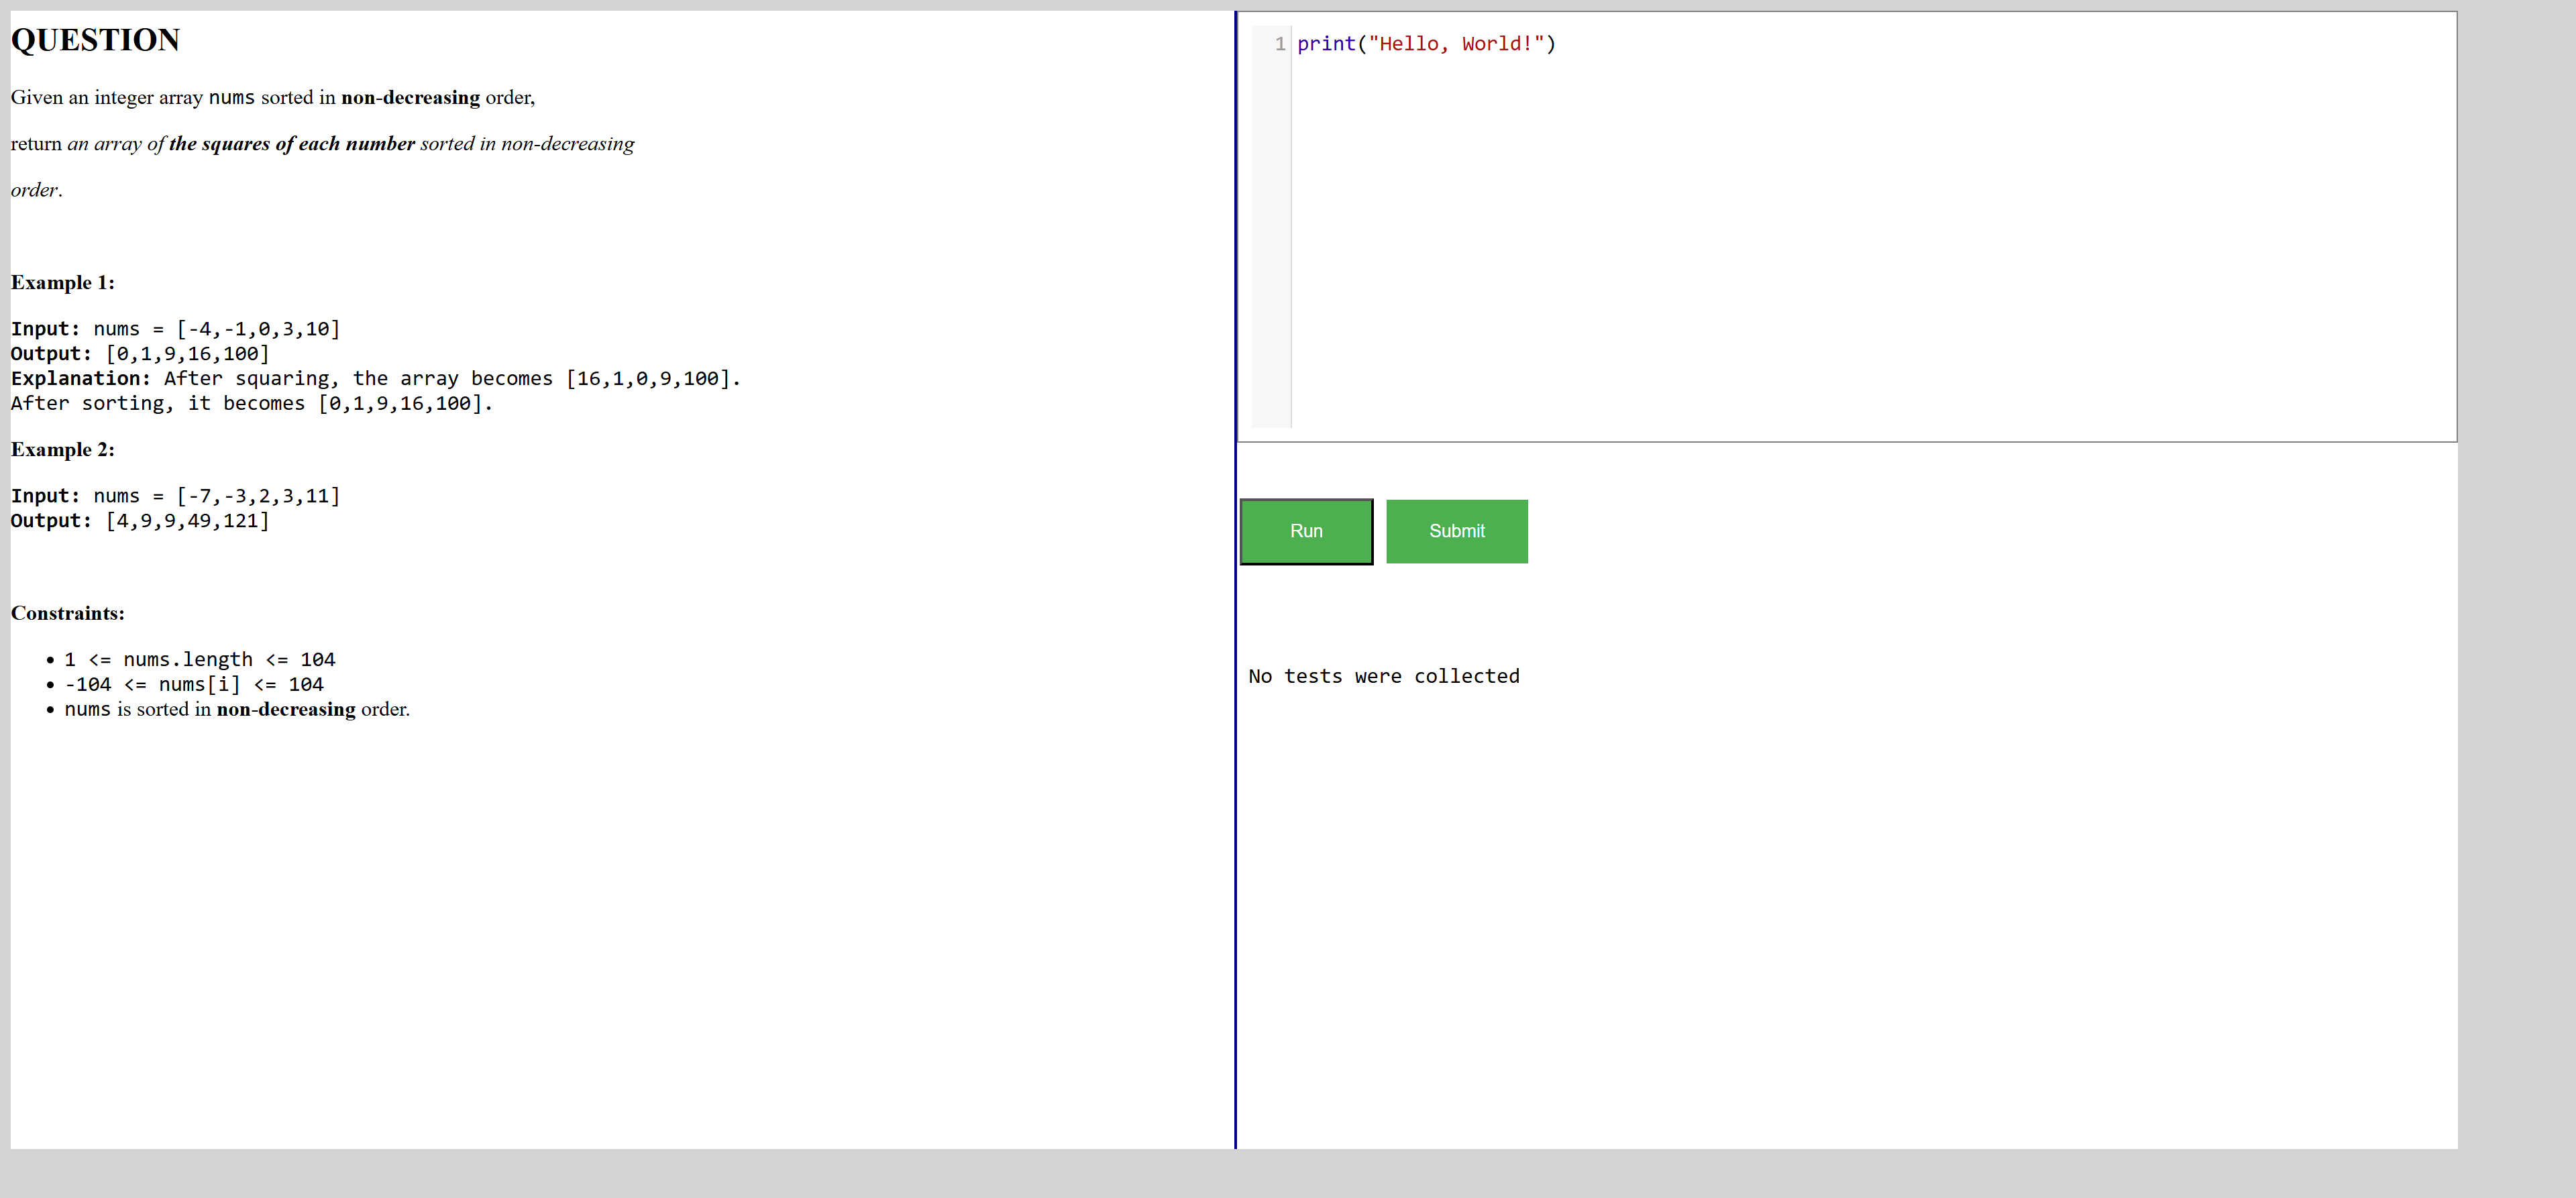 QUESTION
Given an integer array nums sorted in non-decreasing order,
return an array of the squares of each number sorted in non-decreasing
order.
Example 1:
Input: nums = [-4,-1,0,3,10]
Output: [0,1,9,16,100]
Explanation: After squaring, the array becomes [16,1,0,9,100].
After sorting, it becomes [0,1,9,16,100].
Example 2:
Input: nums = [-7,-3,2,3,11]
Output: [4,9,9,49,121]
Constraints:
• 1 <= nums.length <= 104
• -104 <= nums[i] <= 104
• nums is sorted in non-decreasing order.
1 print("Hello, World!")
Run Submit
No tests were collected